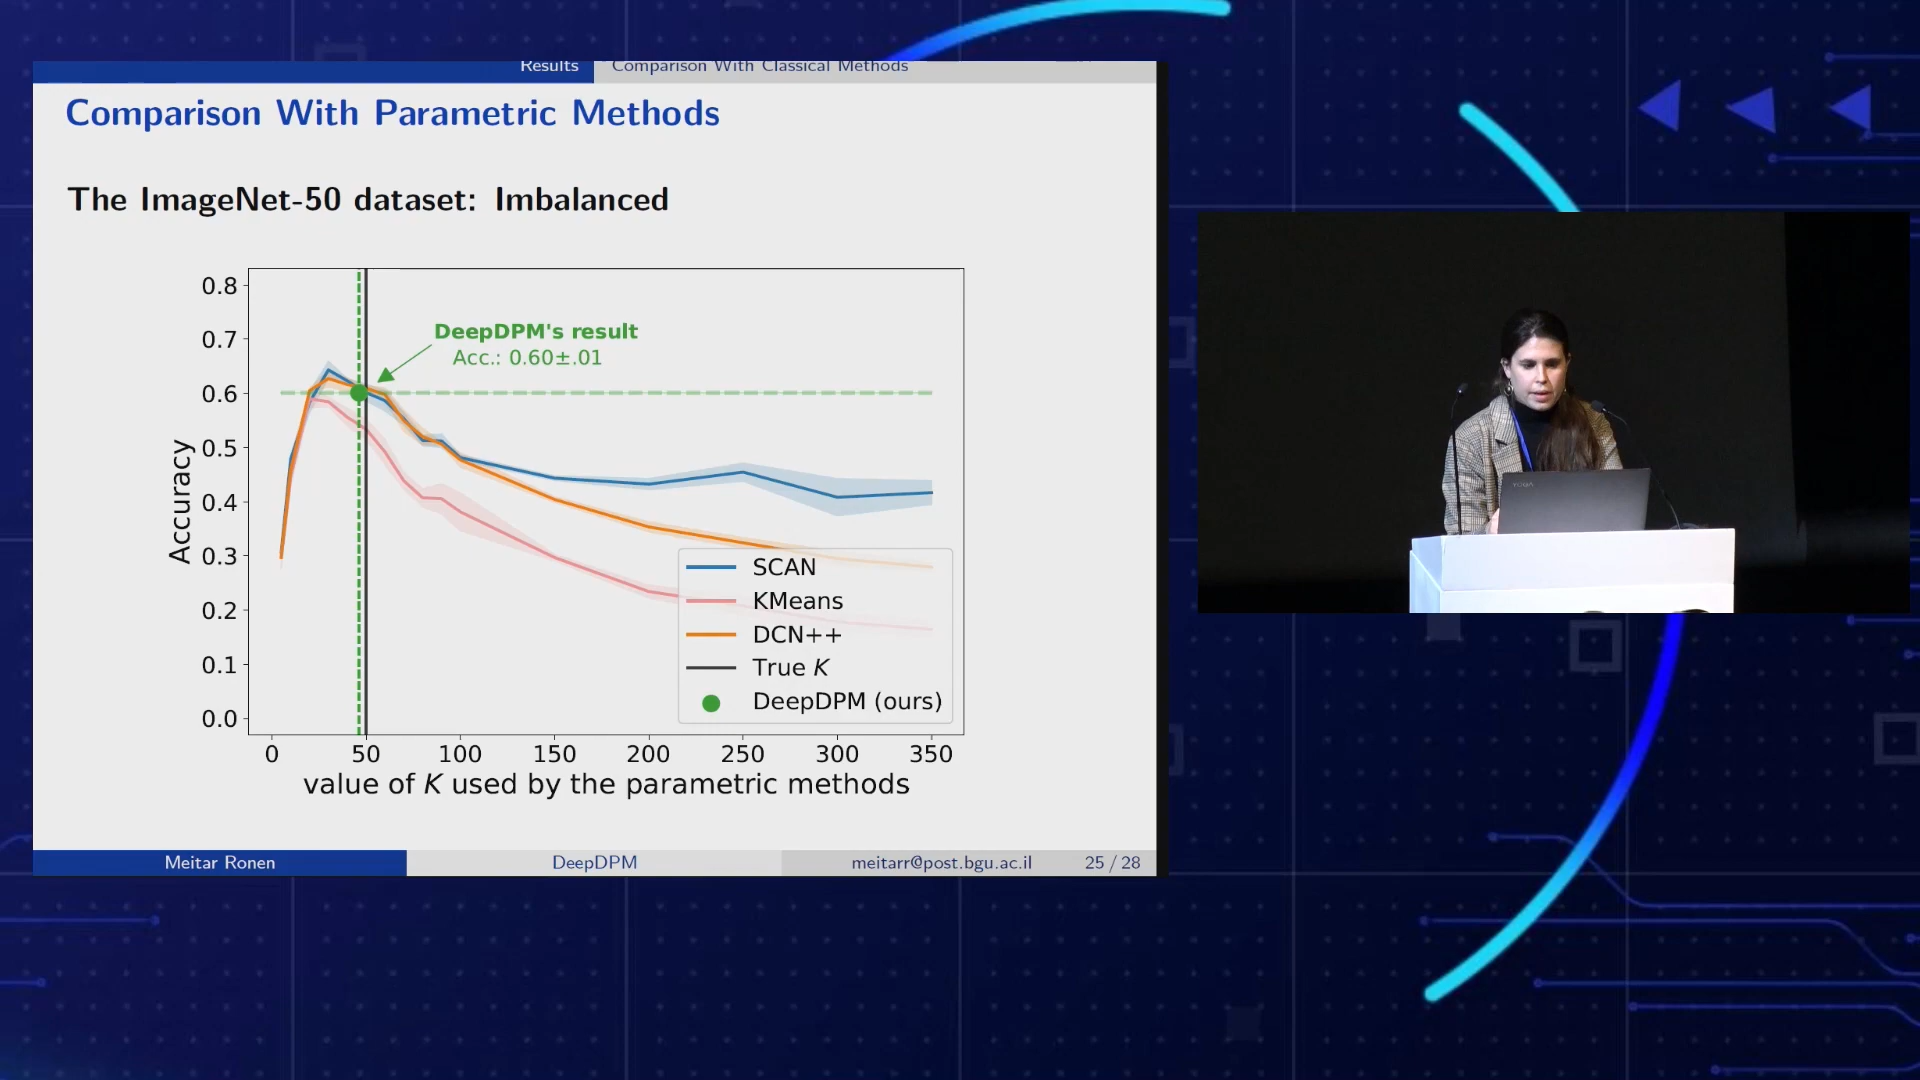 Results Comparison With Classical Methods
Comparison With Parametric Methods
The ImageNet-50 dataset: Imbalanced
DeepDPM's result
Acc.: 0.60±.01
Accuracy
0.8
0.7
0.6
0.5
0.4
0.3
0.2
0.1
0.0
SCAN
KMeans
DCN++
True K
DeepDPM (ours)
0 50 100 150 200 250 300 350
value of K used by the parametric methods
Meitar Ronen DeepDPM meitarr@post.bgu.ac.il 25 / 28
YOGA